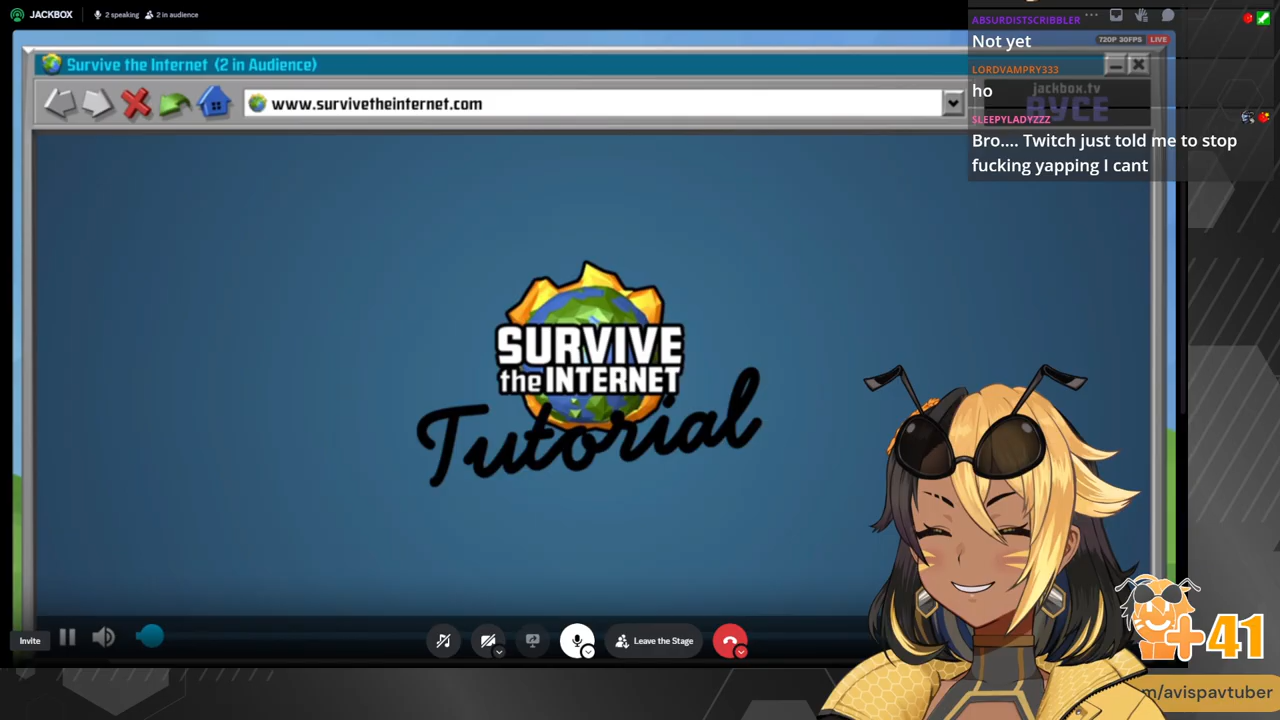 JACKBOX
2 speaking
2 in audience
ABSURDISTSCRIBBLER
Not yet
720P 30FPS LIVE
LORDVAMPRY333
ho
SLEEPYLADYZZZ
Bro.... Twitch just told me to stop
fucking yapping I cant
Survive the Internet (2 in Audience)
www.survivetheinternet.com
jackbox.tv
RYCE
SURVIVE
the INTERNET
Tutorial
Invite
Leave the Stage
+41
m/avispavtuber